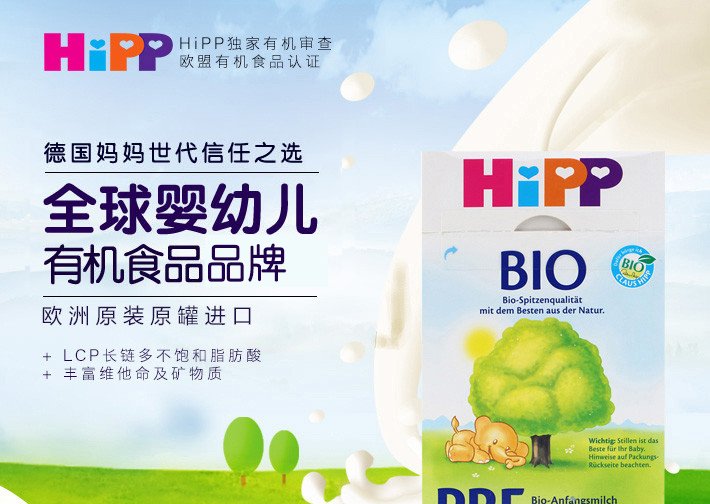 HiPP
HiPP独家有机审查
欧盟有机食品认证
德国妈妈世代信任之选
全球婴幼儿
有机食品品牌
欧洲原装原罐进口
+ LCP长链多不饱和脂肪酸
+ 丰富维他命及矿物质
HiPP
BIO
Bio-Spitzenqualität
mit dem Besten aus der Natur.
Dafür bürge ich
BIO
CLAUS HIPP
Wichtig: Stillen ist das
Beste für Ihr Baby.
Hinweise auf Packungs-
Rückseite beachten.
PRE
Bio-Anfangsmilch